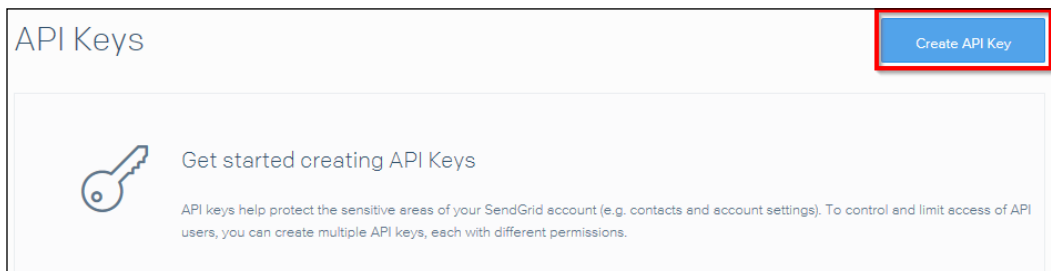 API Keys
Create API Key
Get started creating API Keys
API keys help protect the sensitive areas of your SendGrid account (e.g. contacts and account settings). To control and limit access of API
users, you can create multiple API keys, each with different permissions.